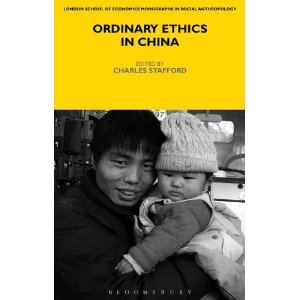 LONDON SCHOOL OF ECONOMICS MONOGRAPHS IN SOCIAL ANTHROPOLOGY
ORDINARY ETHICS
IN CHINA
EDITED BY
CHARLES STAFFORD
BLOOMSBURY